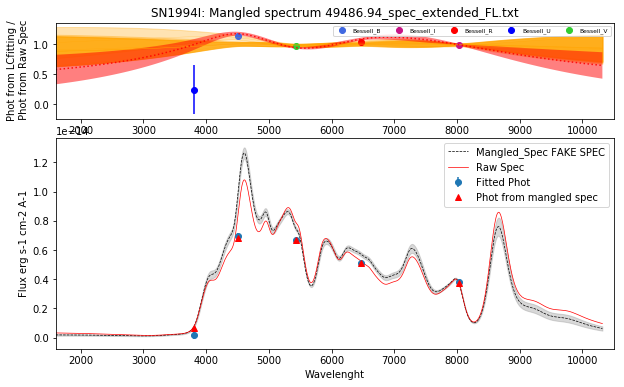 SN1994I: Mangled spectrum 49486.94_spec_extended_FL.txt
Phot from LCfitting /
Phot from Raw Spec
1.0
0.5
0.0
Bessell_B
Bessell_I
Bessell_R
Bessell_U
Bessell_V
2000 3000 4000 5000 6000 7000 8000 9000 10000
1e−14
Flux erg s-1 cm-2 A-1
1.2
1.0
0.8
0.6
0.4
0.2
0.0
Mangled_Spec FAKE SPEC
Raw Spec
Fitted Phot
Phot from mangled spec
2000 3000 4000 5000 6000 7000 8000 9000 10000
Wavelenght